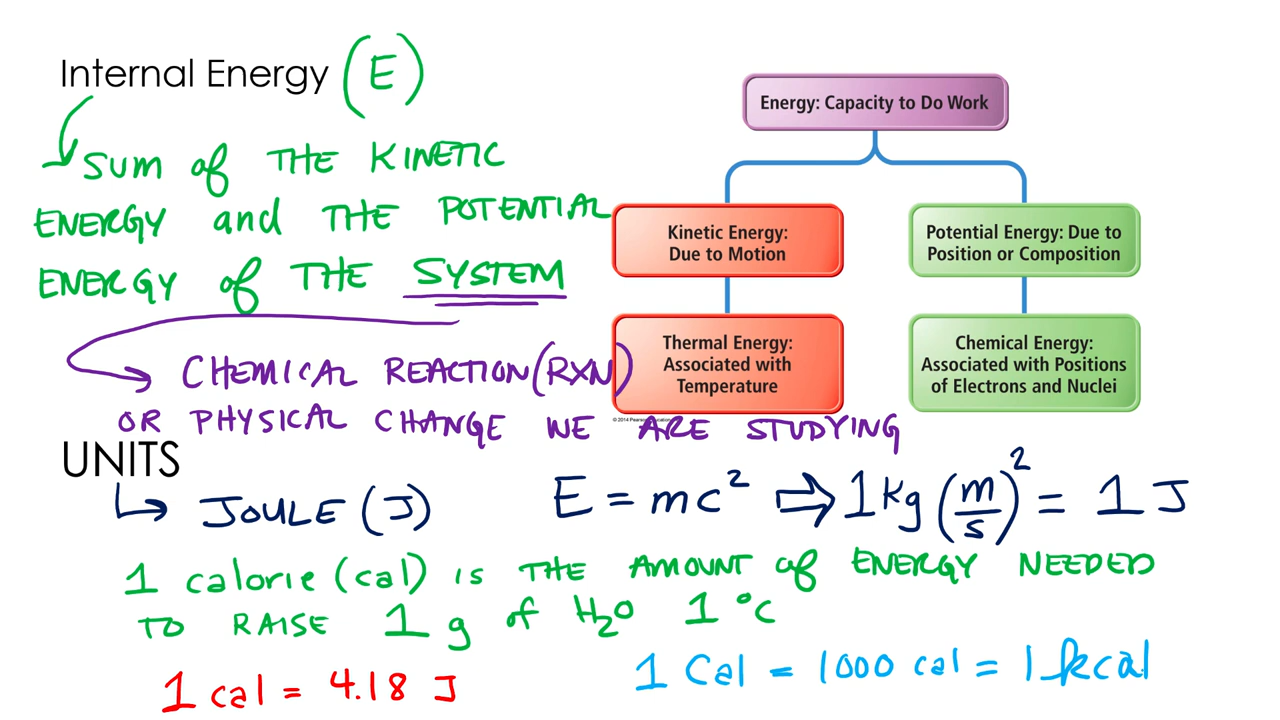 Internal Energy (E)
SUM of THE KINETIC
ENERGY and THE POTENTIAL
ENERGY of THE SYSTEM
CHEMICAL REACTION (RXN)
OR PHYSICAL CHANGE WE ARE STUDYING
Energy: Capacity to Do Work
Kinetic Energy:
Due to Motion
Potential Energy: Due to
Position or Composition
Thermal Energy:
Associated with
Temperature
Chemical Energy:
Associated with Positions
of Electrons and Nuclei
© 2014 Pearson
UNITS
JOULE (J)
E = mc² ⇒ 1 kg (m/s)² = 1 J
1 calorie (cal) is THE AMOUNT of ENERGY NEEDED
TO RAISE 1 g of H₂O 1 °C
1 cal = 4.18 J
1 Cal = 1000 cal = 1 kcal